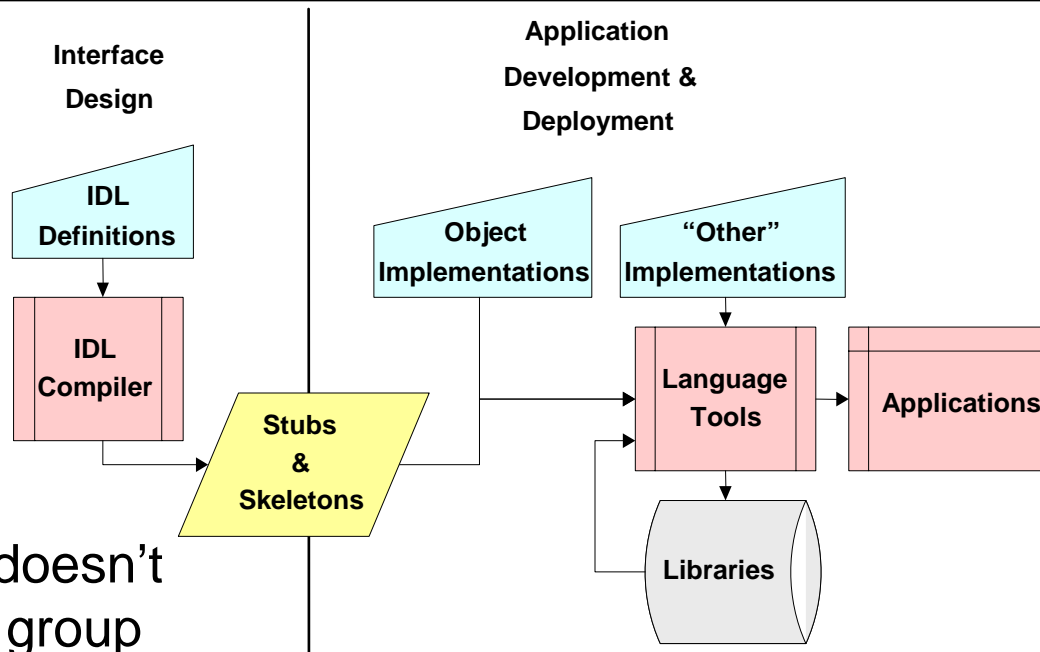 Interface
Design
Application
Development &
Deployment
IDL
Definitions
Object
Implementations
“Other”
Implementations
IDL
Compiler
Language
Tools
Applications
Stubs
&
Skeletons
Libraries
doesn't
group